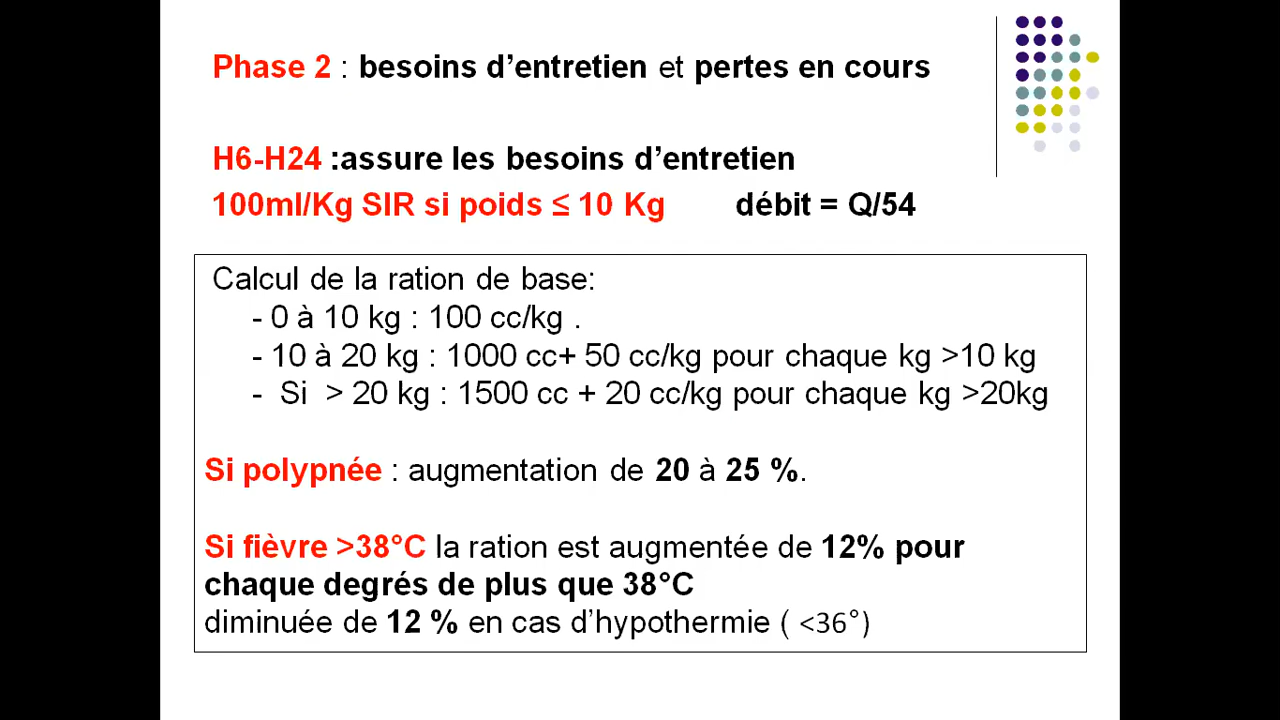 Phase 2 : besoins d’entretien et pertes en cours
H6-H24 :assure les besoins d’entretien
100ml/Kg SIR si poids ≤ 10 Kg débit = Q/54
Calcul de la ration de base:
- 0 à 10 kg : 100 cc/kg .
- 10 à 20 kg : 1000 cc+ 50 cc/kg pour chaque kg >10 kg
- Si > 20 kg : 1500 cc + 20 cc/kg pour chaque kg >20kg
Si polypnée : augmentation de 20 à 25 %.
Si fièvre >38°C la ration est augmentée de 12% pour
chaque degrés de plus que 38°C
diminuée de 12 % en cas d’hypothermie ( <36°)